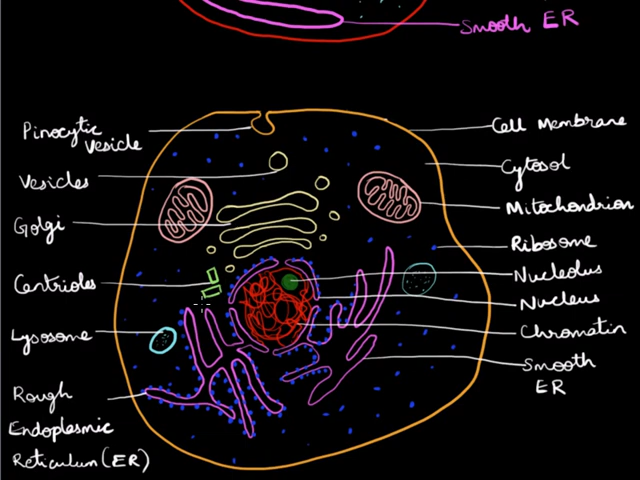 Smooth ER
Pinocytic
Vesicle
Vesicles
Golgi
Centrioles
Lysosome
Rough
Endoplasmic
Reticulum (ER)
Cell Membrane
Cytosol
Mitochondrion
Ribosome
Nucleolus
Nucleus
Chromatin
Smooth
ER